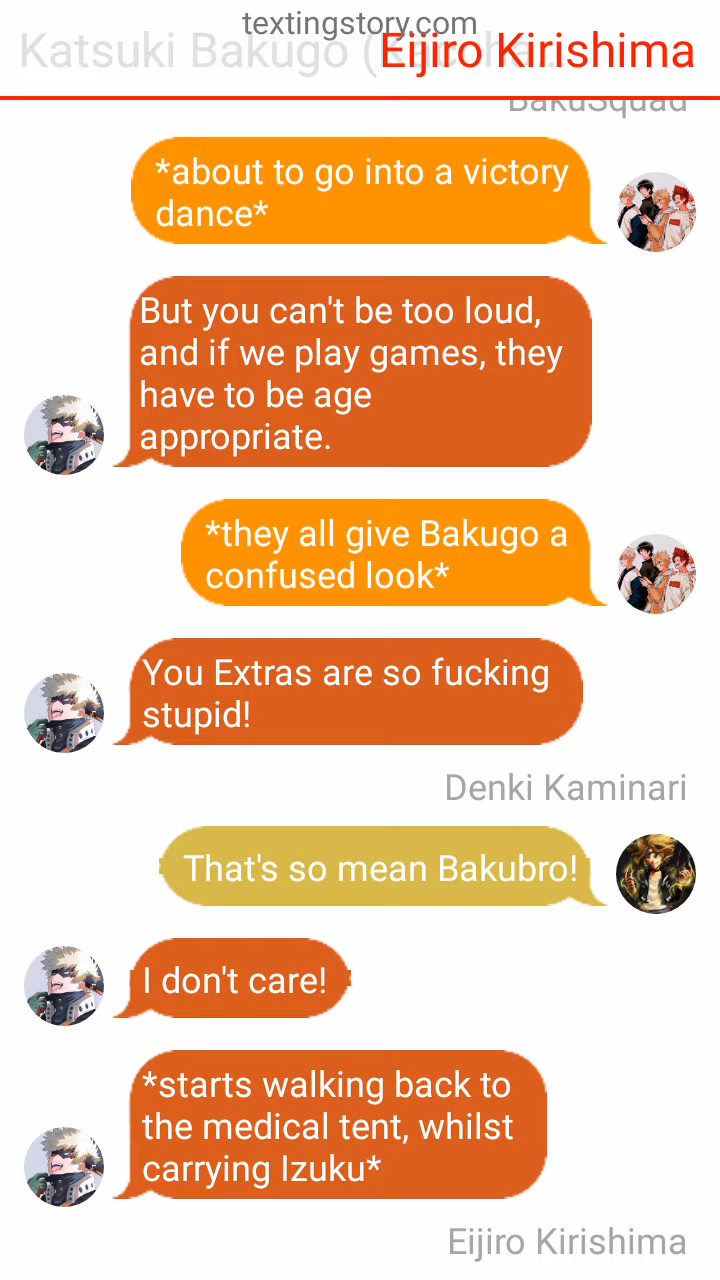 textingstory.com
Katsuki Bakugo (
Eijiro Kirishima
BakuSquad
*about to go into a victory
dance*
But you can't be too loud,
and if we play games, they
have to be age
appropriate.
*they all give Bakugo a
confused look*
You Extras are so fucking
stupid!
Denki Kaminari
That's so mean Bakubro!
I don't care!
*starts walking back to
the medical tent, whilst
carrying Izuku*
Eijiro Kirishima